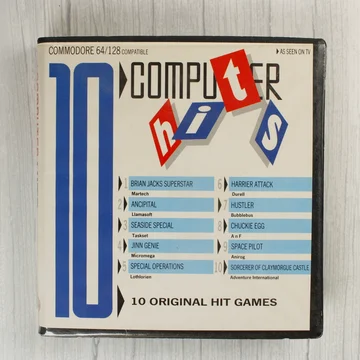 COMMODORE 64/128 COMPATIBLE
AS SEEN ON TV
10 COMPUTER
hits
1 BRIAN JACKS SUPERSTAR
Martech
2 ANCIPITAL
Llamasoft
3 SEASIDE SPECIAL
Taskset
4 JINN GENIE
Micromega
5 SPECIAL OPERATIONS
Lothlorien
6 HARRIER ATTACK
Durell
7 HUSTLER
Bubblebus
8 CHUCKIE EGG
A n F
9 SPACE PILOT
Anirog
10 SORCERER OF CLAYMORGUE CASTLE
Adventure International
10 ORIGINAL HIT GAMES